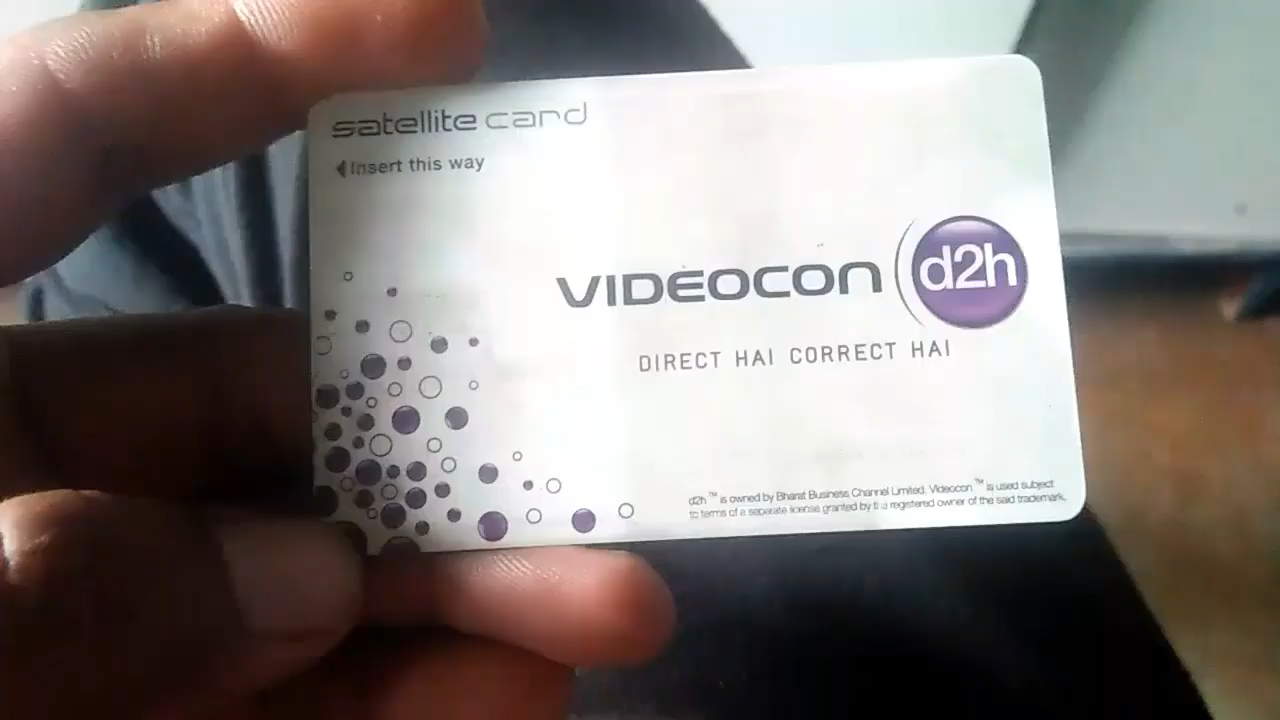 satellite card
Insert this way
VIDEOCON d2h
DIRECT HAI CORRECT HAI
d2h™ is owned by Bharat Business Channel Limited. Videocon™ is used subject
to terms of a separate license granted by a registered owner of the said trademark.